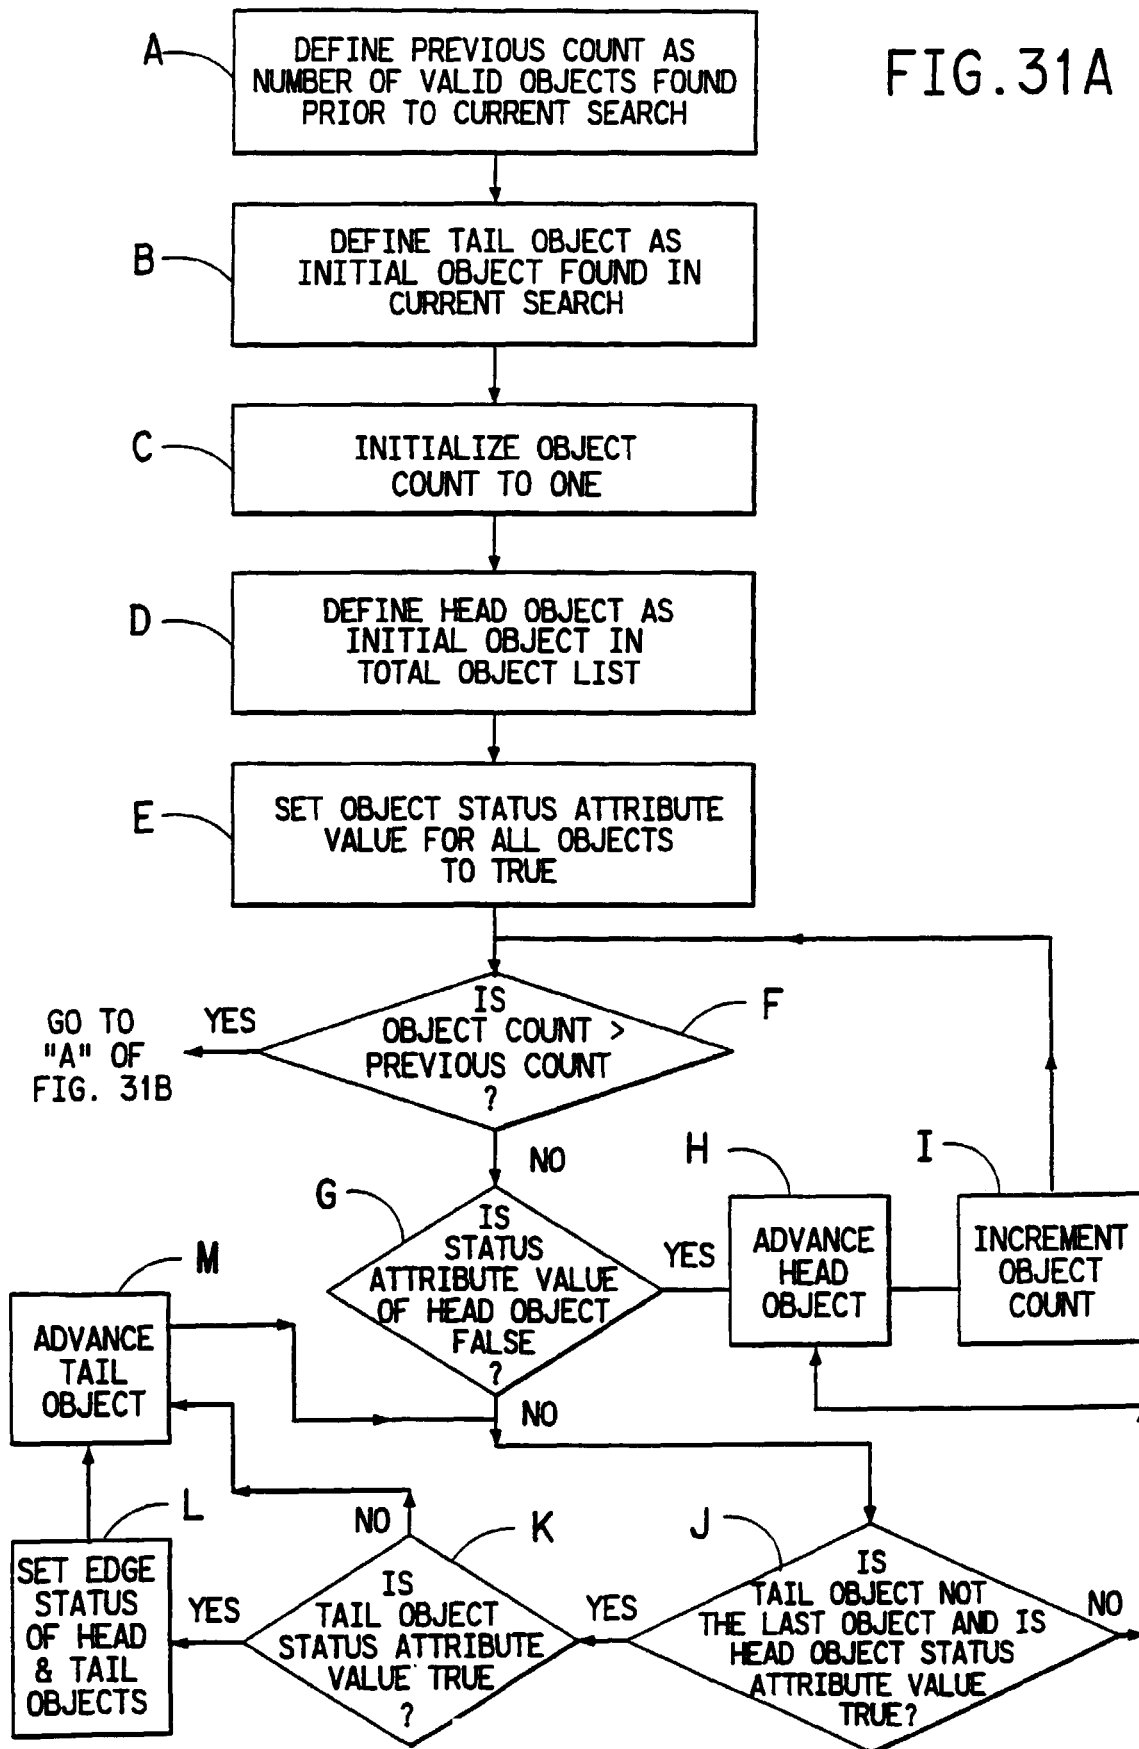 FIG.31A
A
DEFINE PREVIOUS COUNT AS
NUMBER OF VALID OBJECTS FOUND
PRIOR TO CURRENT SEARCH
B
DEFINE TAIL OBJECT AS
INITIAL OBJECT FOUND IN
CURRENT SEARCH
C
INITIALIZE OBJECT
COUNT TO ONE
D
DEFINE HEAD OBJECT AS
INITIAL OBJECT IN
TOTAL OBJECT LIST
E
SET OBJECT STATUS ATTRIBUTE
VALUE FOR ALL OBJECTS
TO TRUE
F
IS
OBJECT COUNT >
PREVIOUS COUNT
?
YES
GO TO
"A" OF
FIG. 31B
NO
G
IS
STATUS
ATTRIBUTE VALUE
OF HEAD OBJECT
FALSE
?
YES
H
ADVANCE
HEAD
OBJECT
I
INCREMENT
OBJECT
COUNT
NO
M
ADVANCE
TAIL
OBJECT
J
IS
TAIL OBJECT NOT
THE LAST OBJECT AND IS
HEAD OBJECT STATUS
ATTRIBUTE VALUE
TRUE?
NO
YES
K
IS
TAIL OBJECT
STATUS ATTRIBUTE
VALUE TRUE
?
NO
YES
L
SET EDGE
STATUS
OF HEAD
& TAIL
OBJECTS